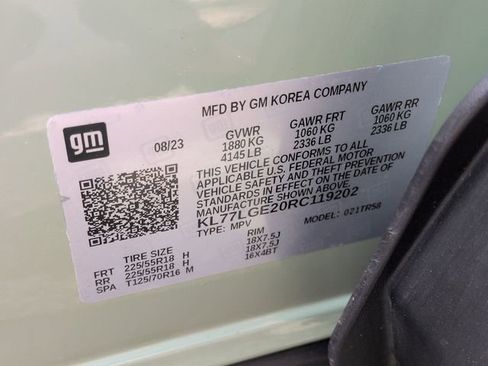 gm
MFD BY GM KOREA COMPANY
08/23 GVWR GAWR FRT GAWR RR
1880 KG 1060 KG 1060 KG
4145 LB 2336 LB 2336 LB
THIS VEHICLE CONFORMS TO ALL
APPLICABLE U.S. FEDERAL MOTOR
VEHICLE SAFETY AND THEFT PREVENTION
STANDARDS IN EFFECT ON THE DATE OF
MANUFACTURE SHOWN ABOVE.
KL77LGE20RC119202
TYPE: MPV MODEL: 021TR58
TIRE SIZE RIM
FRT 225/55R18 H 18X7.5J
RR 225/55R18 H 18X7.5J
SPA T125/70R16 M 16X4BT